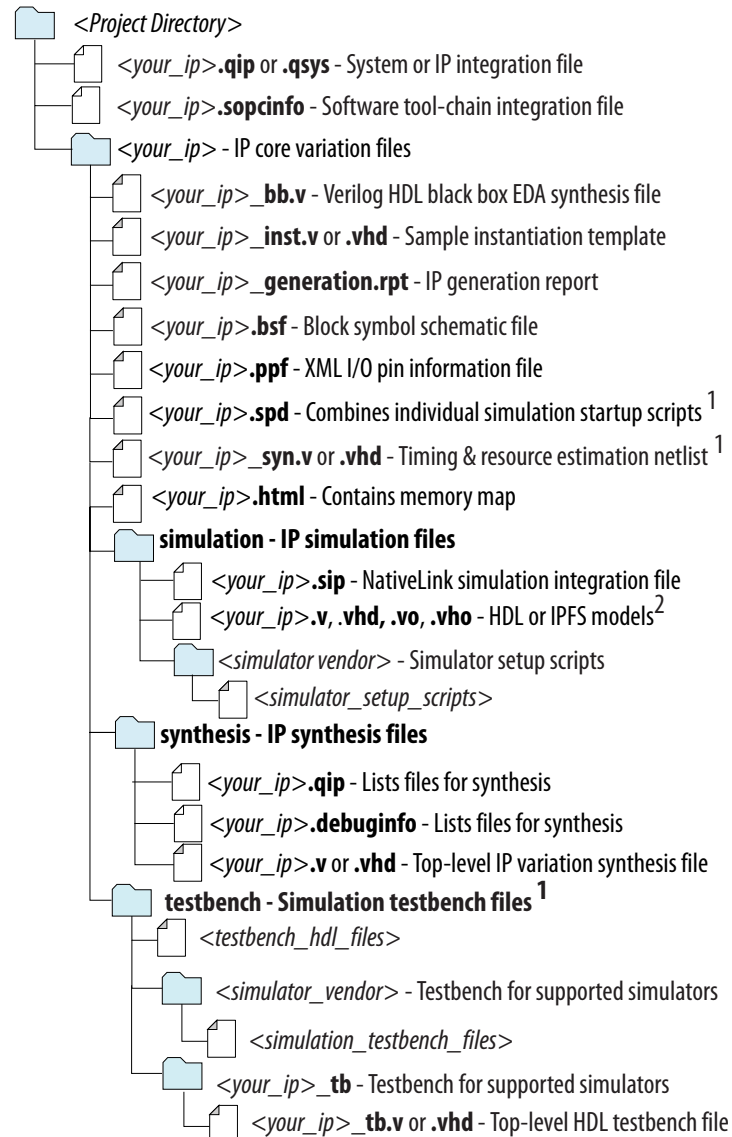 <Project Directory>
<your_ip>.qip or .qsys - System or IP integration file
<your_ip>.sopcinfo - Software tool-chain integration file
<your_ip> - IP core variation files
<your_ip>_bb.v - Verilog HDL black box EDA synthesis file
<your_ip>_inst.v or .vhd - Sample instantiation template
<your_ip>_generation.rpt - IP generation report
<your_ip>.bsf - Block symbol schematic file
<your_ip>.ppf - XML I/O pin information file
<your_ip>.spd - Combines individual simulation startup scripts 1
<your_ip>_syn.v or .vhd - Timing & resource estimation netlist 1
<your_ip>.html - Contains memory map
simulation - IP simulation files
<your_ip>.sip - NativeLink simulation integration file
<your_ip>.v, .vhd, .vo, .vho - HDL or IPFS models2
<simulator vendor> - Simulator setup scripts
<simulator_setup_scripts>
synthesis - IP synthesis files
<your_ip>.qip - Lists files for synthesis
<your_ip>.debuginfo - Lists files for synthesis
<your_ip>.v or .vhd - Top-level IP variation synthesis file
testbench - Simulation testbench files 1
<testbench_hdl_files>
<simulator_vendor> - Testbench for supported simulators
<simulation_testbench_files>
<your_ip>_tb - Testbench for supported simulators
<your_ip>_tb.v or .vhd - Top-level HDL testbench file